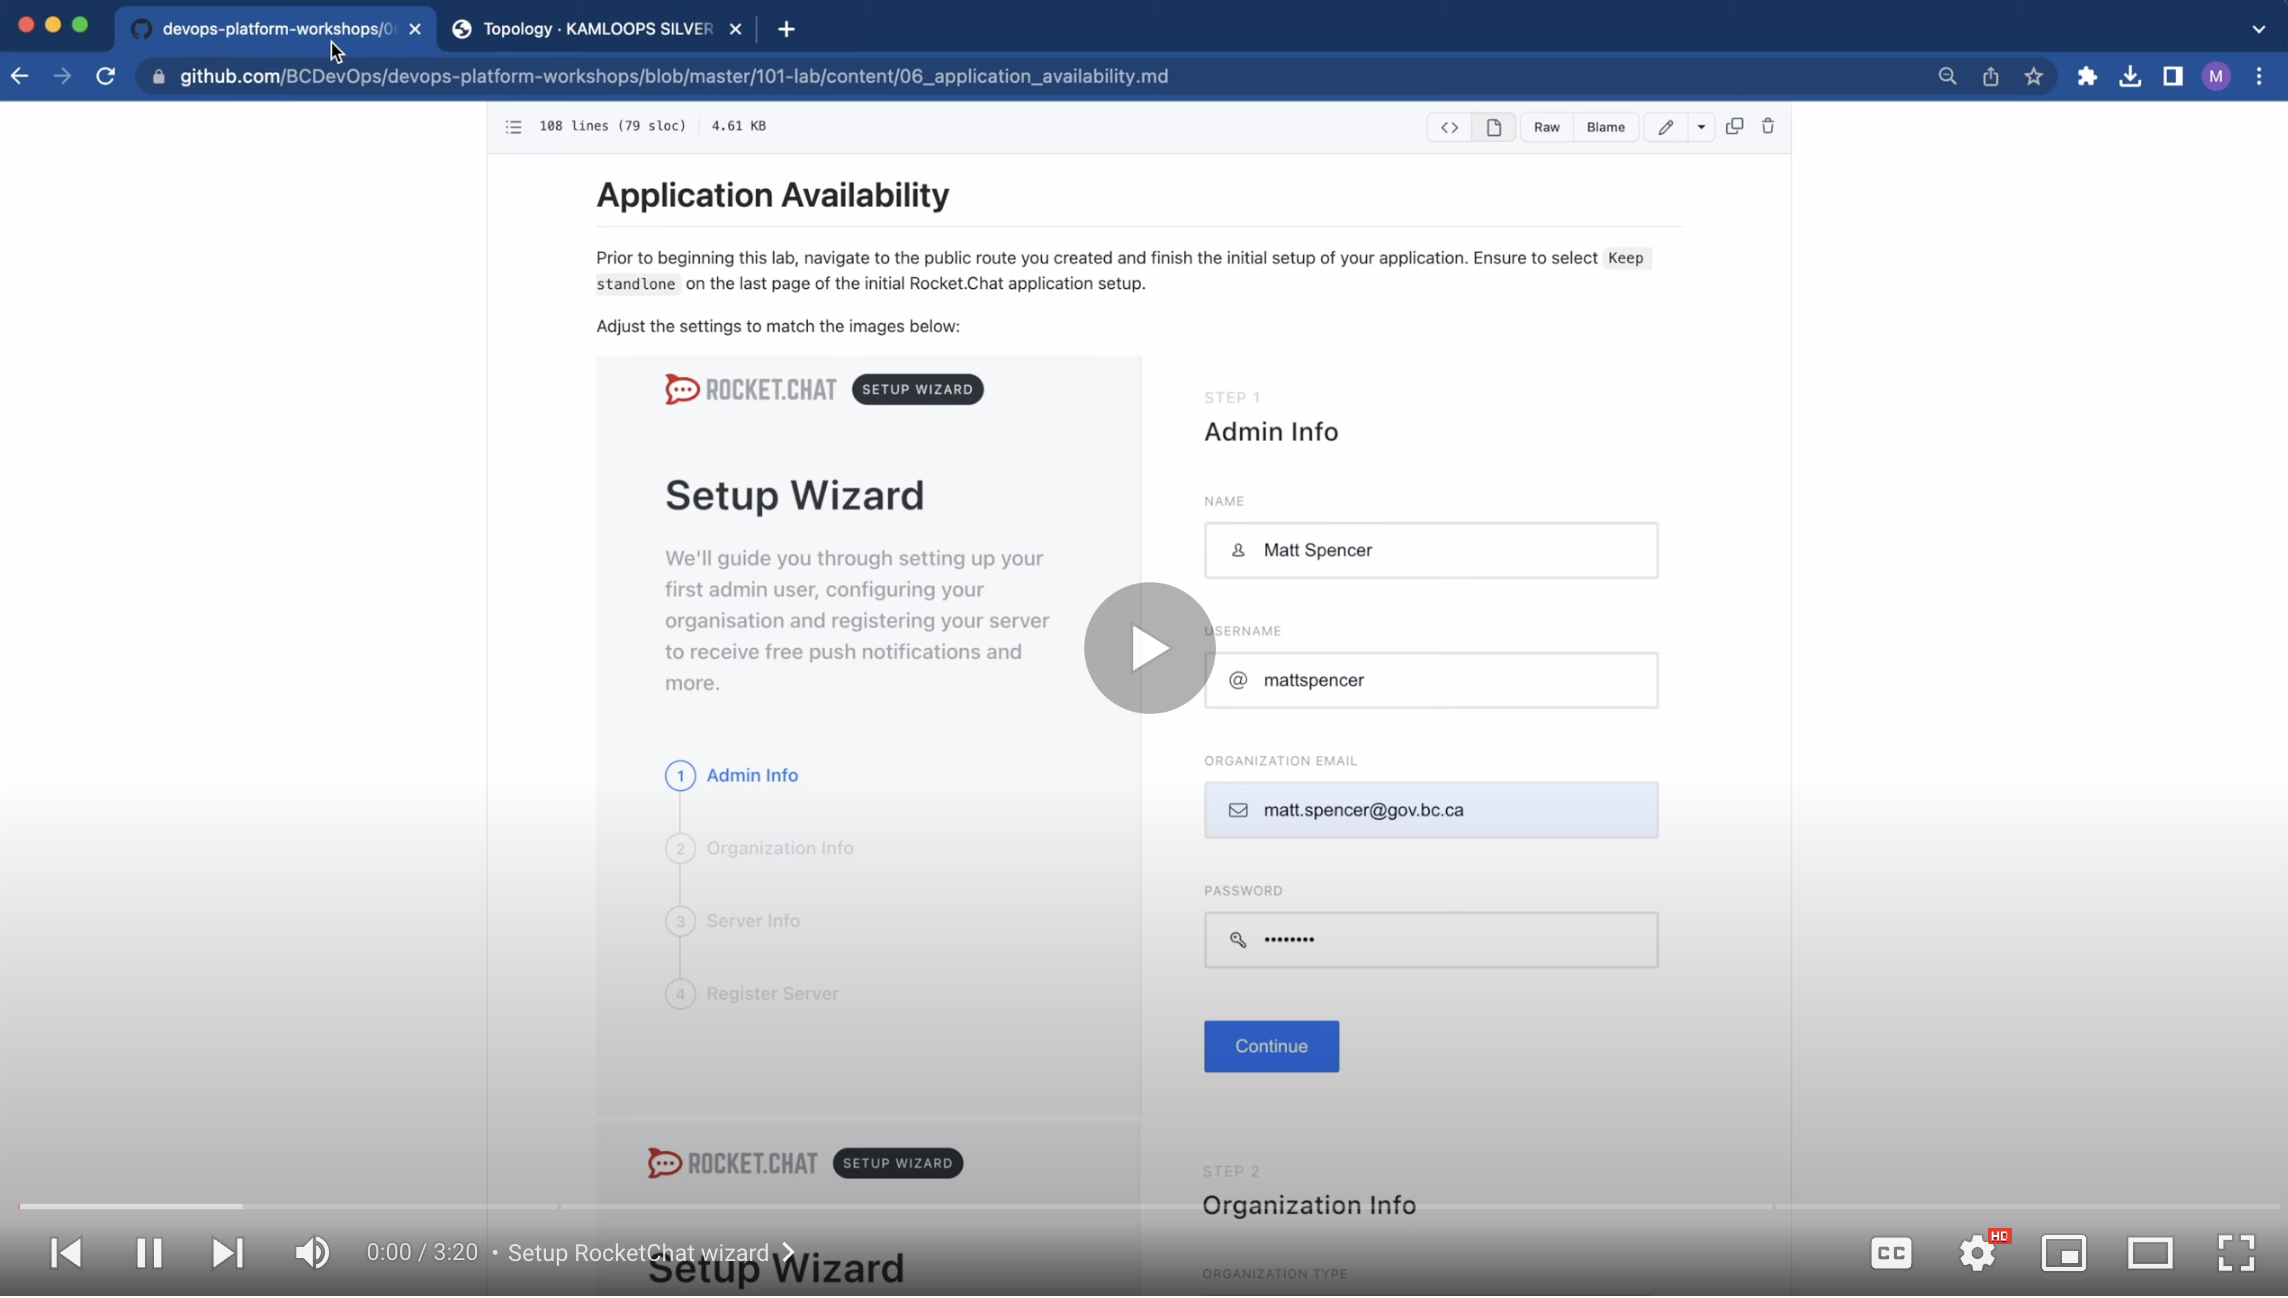 devops-platform-workshops/06
Topology · KAMLOOPS SILVER
github.com/BCDevOps/devops-platform-workshops/blob/master/101-lab/content/06_application_availability.md
M
108 lines (79 sloc) 4.61 KB
Raw
Blame
Application Availability
Prior to beginning this lab, navigate to the public route you created and finish the initial setup of your application. Ensure to select Keep
standlone on the last page of the initial Rocket.Chat application setup.
Adjust the settings to match the images below:
ROCKET.CHAT SETUP WIZARD
Setup Wizard
We'll guide you through setting up your
first admin user, configuring your
organisation and registering your server
to receive free push notifications and
more.
1 Admin Info
2 Organization Info
3 Server Info
4 Register Server
STEP 1
Admin Info
NAME
Matt Spencer
USERNAME
@ mattspencer
ORGANIZATION EMAIL
matt.spencer@gov.bc.ca
PASSWORD
••••••••
Continue
ROCKET.CHAT SETUP WIZARD
Setup Wizard
STEP 2
Organization Info
ORGANIZATION TYPE
0:00 / 3:20 • Setup RocketChat wizard
CC
HD